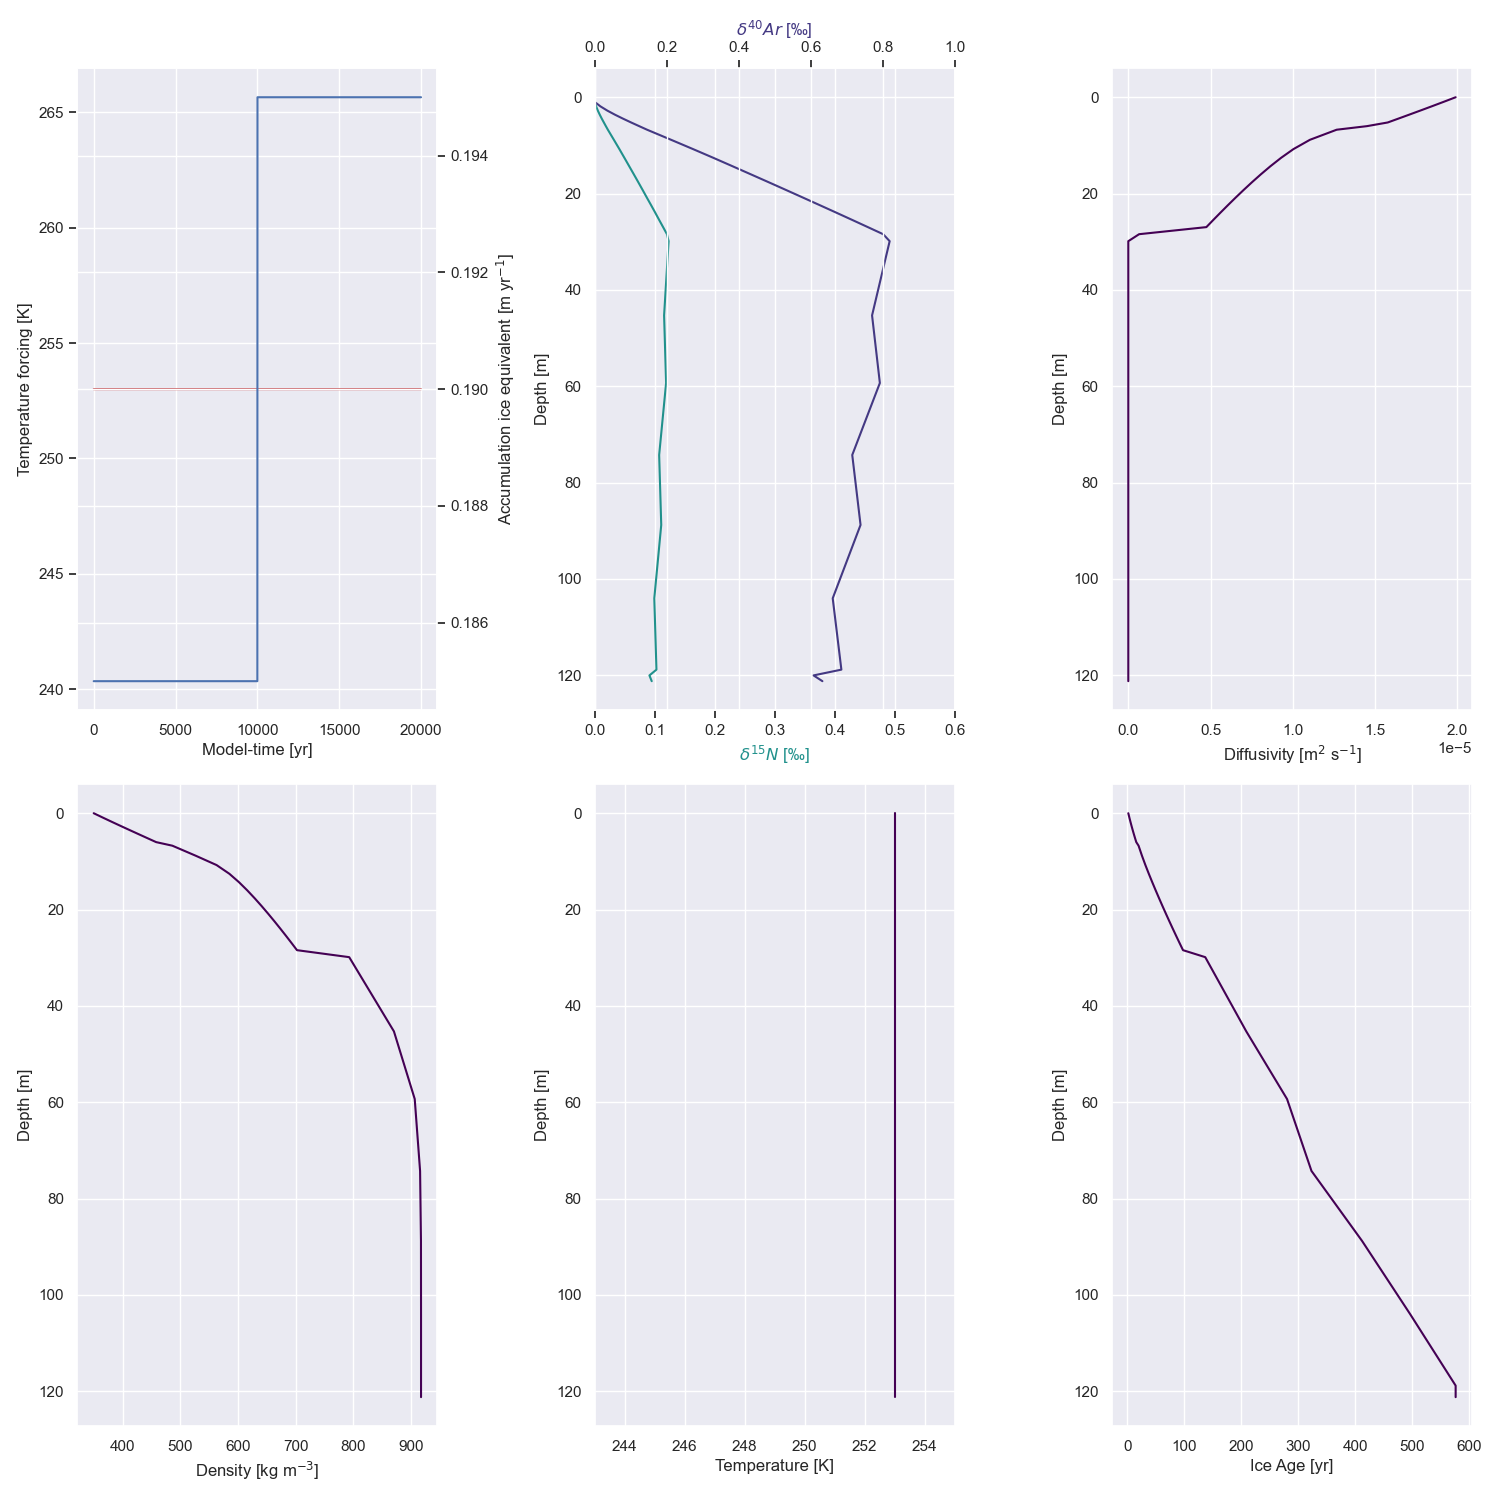 δ⁴⁰Ar [‰]
0.0 0.2 0.4 0.6 0.8 1.0
265
260
255
250
245
240
Temperature forcing [K]
0.194
0.192
0.190
0.188
0.186
Accumulation ice equivalent [m yr⁻¹]
0 5000 10000 15000 20000
Model-time [yr]
0
20
40
60
80
100
120
Depth [m]
0.0 0.1 0.2 0.3 0.4 0.5 0.6
δ¹⁵N [‰]
0
20
40
60
80
100
120
Depth [m]
0.0 0.5 1.0 1.5 2.0
1e−5
Diffusivity [m² s⁻¹]
0
20
40
60
80
100
120
Depth [m]
400 500 600 700 800 900
Density [kg m⁻³]
0
20
40
60
80
100
120
Depth [m]
244 246 248 250 252 254
Temperature [K]
0
20
40
60
80
100
120
Depth [m]
0 100 200 300 400 500 600
Ice Age [yr]